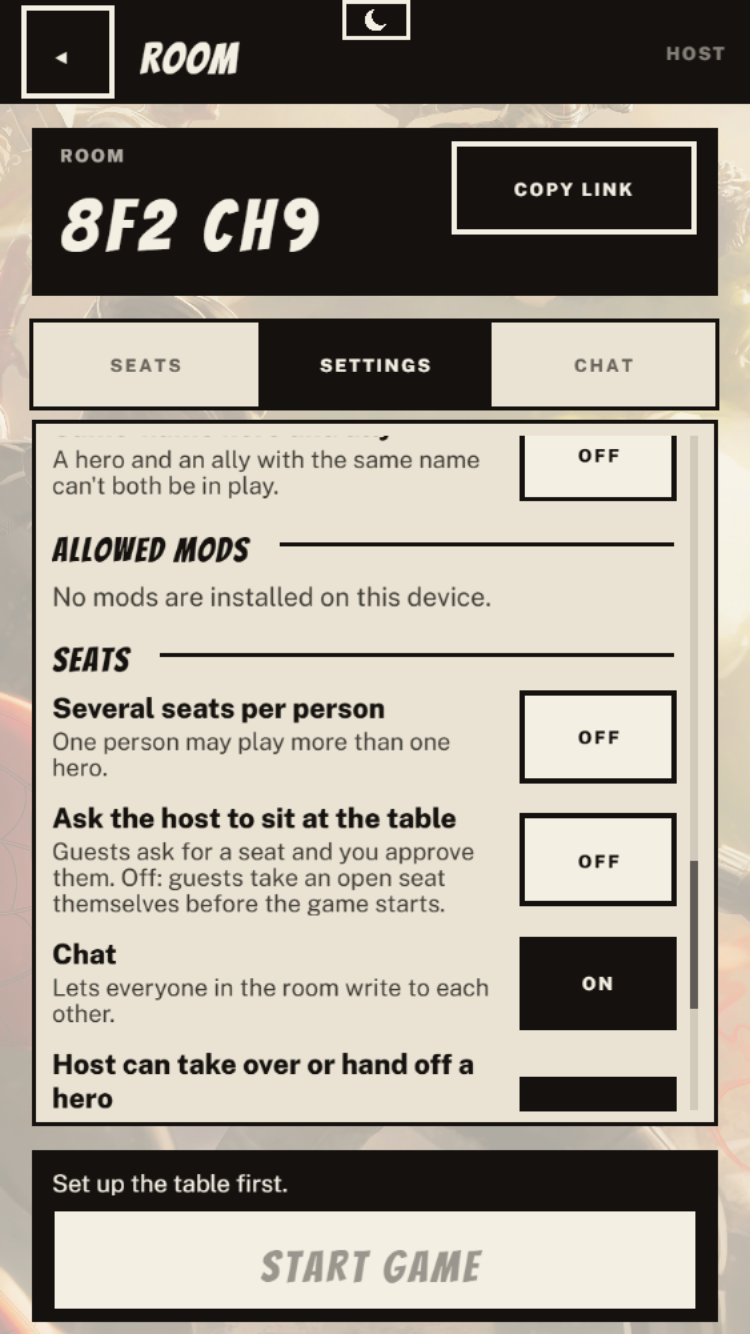 ROOM
HOST
ROOM
8F2 CH9
COPY LINK
SEATS
SETTINGS
CHAT
A hero and an ally with the same name
can't both be in play.
OFF
ALLOWED MODS
No mods are installed on this device.
SEATS
Several seats per person
One person may play more than one
hero.
OFF
Ask the host to sit at the table
Guests ask for a seat and you approve
them. Off: guests take an open seat
themselves before the game starts.
OFF
Chat
Lets everyone in the room write to each
other.
ON
Host can take over or hand off a
hero
Set up the table first.
START GAME